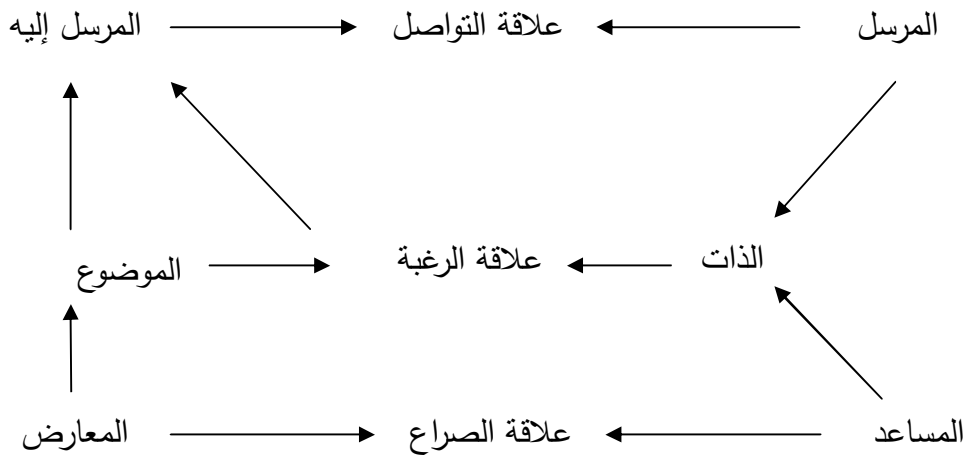 المرسل علاقة التواصل المرسل إليه
الذات علاقة الرغبة الموضوع
المساعد علاقة الصراع المعارض